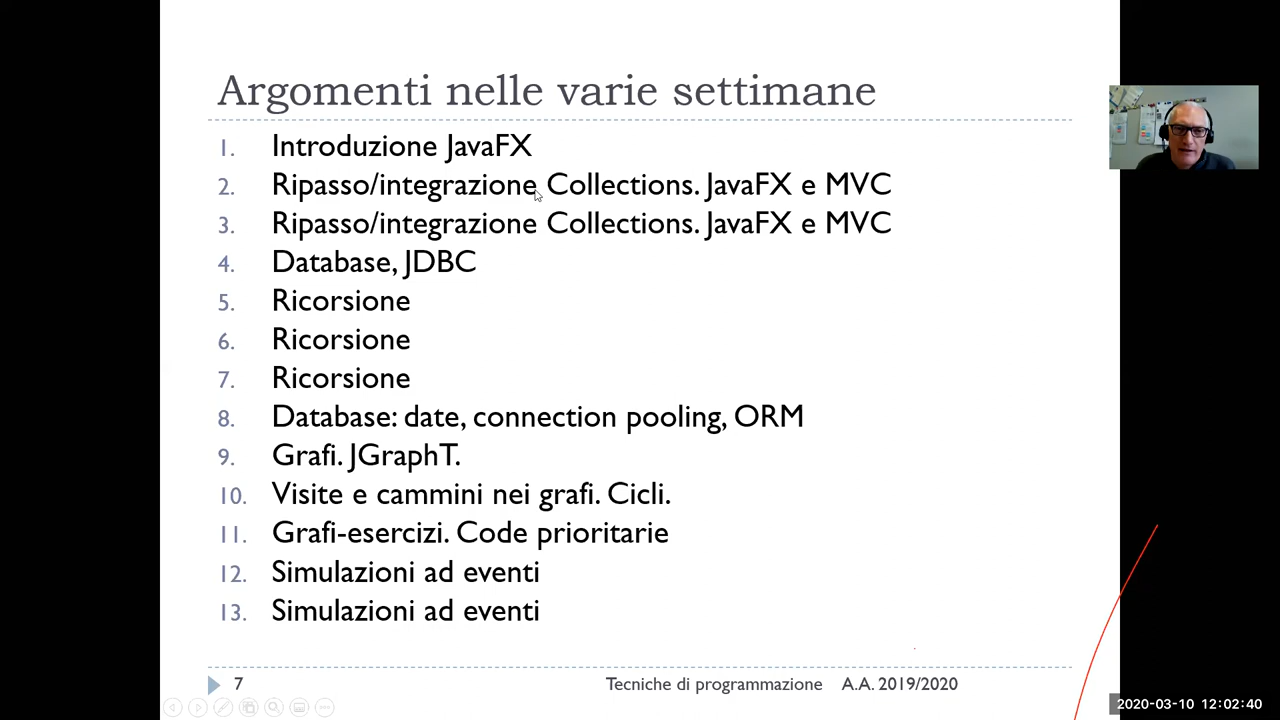 Argomenti nelle varie settimane
1. Introduzione JavaFX
2. Ripasso/integrazione Collections. JavaFX e MVC
3. Ripasso/integrazione Collections. JavaFX e MVC
4. Database, JDBC
5. Ricorsione
6. Ricorsione
7. Ricorsione
8. Database: date, connection pooling, ORM
9. Grafi. JGraphT.
10. Visite e cammini nei grafi. Cicli.
11. Grafi-esercizi. Code prioritarie
12. Simulazioni ad eventi
13. Simulazioni ad eventi
7 Tecniche di programmazione A.A. 2019/2020
2020-03-10 12:02:40